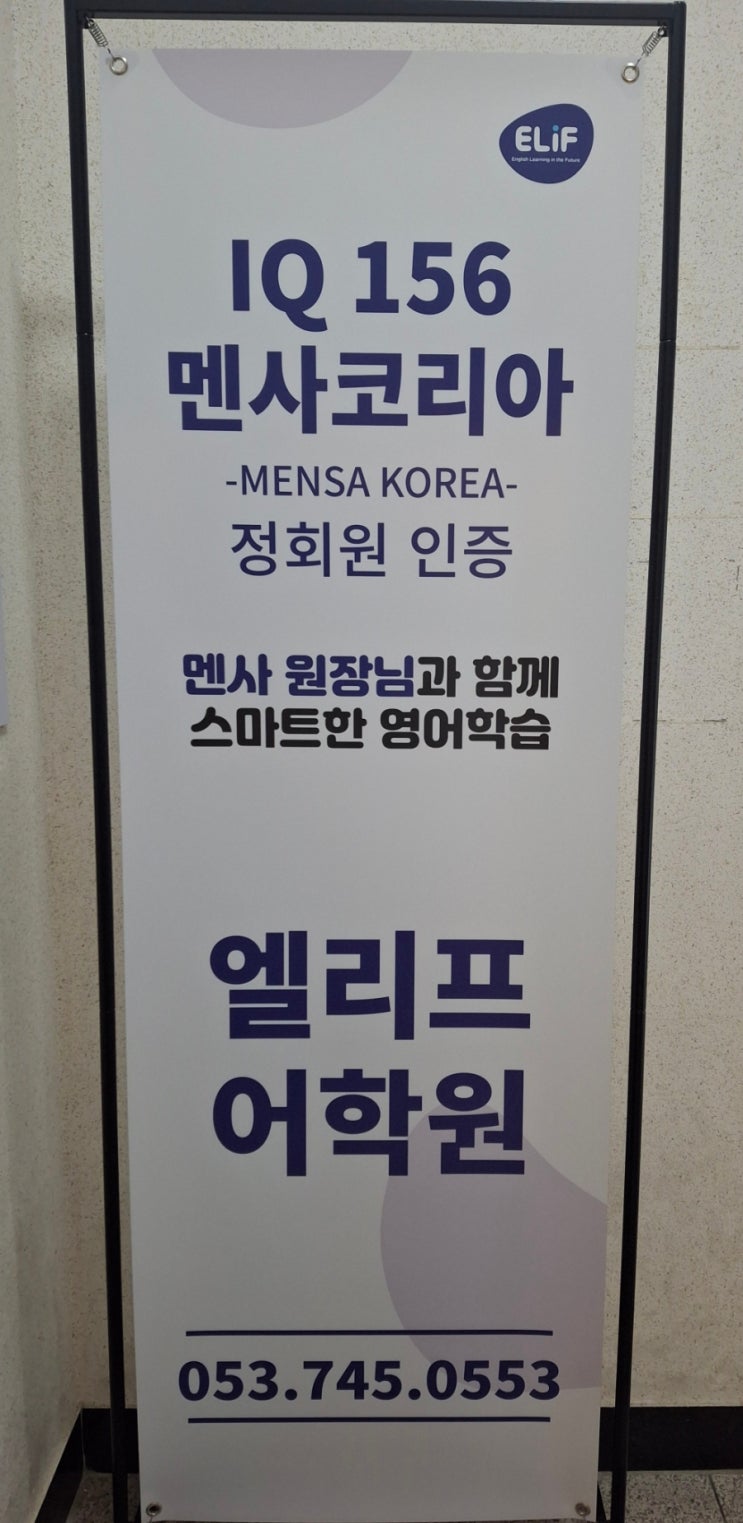 ELiF
English Learning in the Future
IQ 156
멘사코리아
-MENSA KOREA-
정회원 인증
멘사 원장님과 함께
스마트한 영어학습
엘리프
어학원
053.745.0553